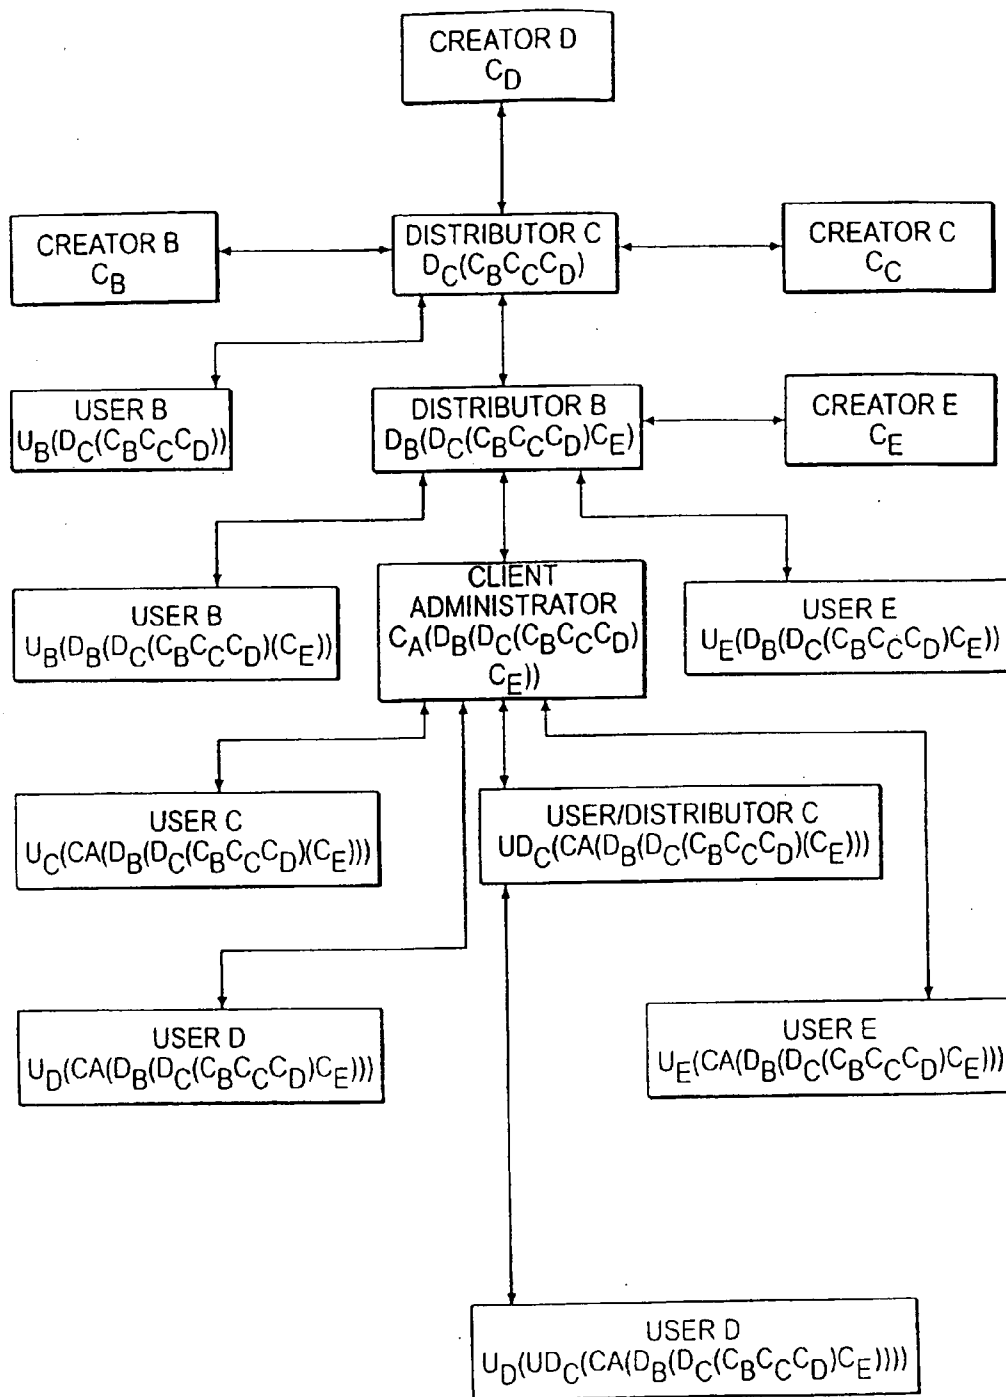 CREATOR D
C_D
CREATOR B
C_B
DISTRIBUTOR C
D_C(C_BC_CC_D)
CREATOR C
C_C
USER B
U_B(D_C(C_BC_CC_D))
DISTRIBUTOR B
D_B(D_C(C_BC_CC_D)C_E)
CREATOR E
C_E
USER B
U_B(D_B(D_C(C_BC_CC_D)(C_E))
CLIENT
ADMINISTRATOR
C_A(D_B(D_C(C_BC_CC_D)
C_E))
USER E
U_E(D_B(D_C(C_BC_CC_D)C_E))
USER C
U_C(CA(D_B(D_C(C_BC_CC_D)(C_E)))
USER/DISTRIBUTOR C
UD_C(CA(D_B(D_C(C_BC_CC_D)(C_E)))
USER D
U_D(CA(D_B(D_C(C_BC_CC_D)C_E)))
USER E
U_E(CA(D_B(D_C(C_BC_CC_D)C_E)))
USER D
U_D(UD_C(CA(D_B(D_C(C_BC_CC_D)C_E))))